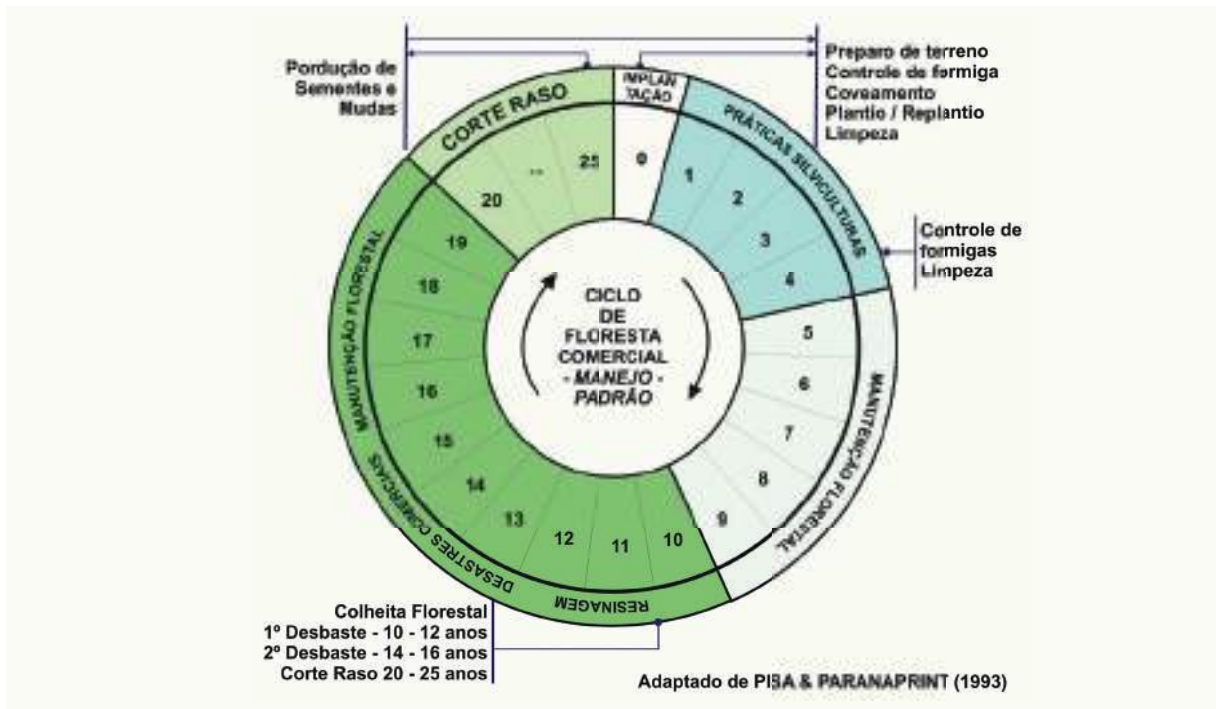 Pordução de
Sementes e
Mudas
Preparo de terreno
Controle de formiga
Coveamento
Plantio / Replantio
Limpeza
CORTE RASO
IMPLAN
TAÇÃO
PRÁTICAS SILVICULTURAS
Controle de
formigas
Limpeza
MANUTENÇÃO FLORESTAL
RESINAGEM
DESASTRES COMERCIAIS
MANUTENÇÃO FLORESTAL
0
1
2
3
4
5
6
7
8
9
10
11
12
13
14
15
16
17
18
19
20
--
25
CICLO
DE
FLORESTA
COMERCIAL
- MANEJO -
PADRÃO
Colheita Florestal
1º Desbaste - 10 - 12 anos
2º Desbaste - 14 - 16 anos
Corte Raso 20 - 25 anos
Adaptado de PISA & PARANAPRINT (1993)